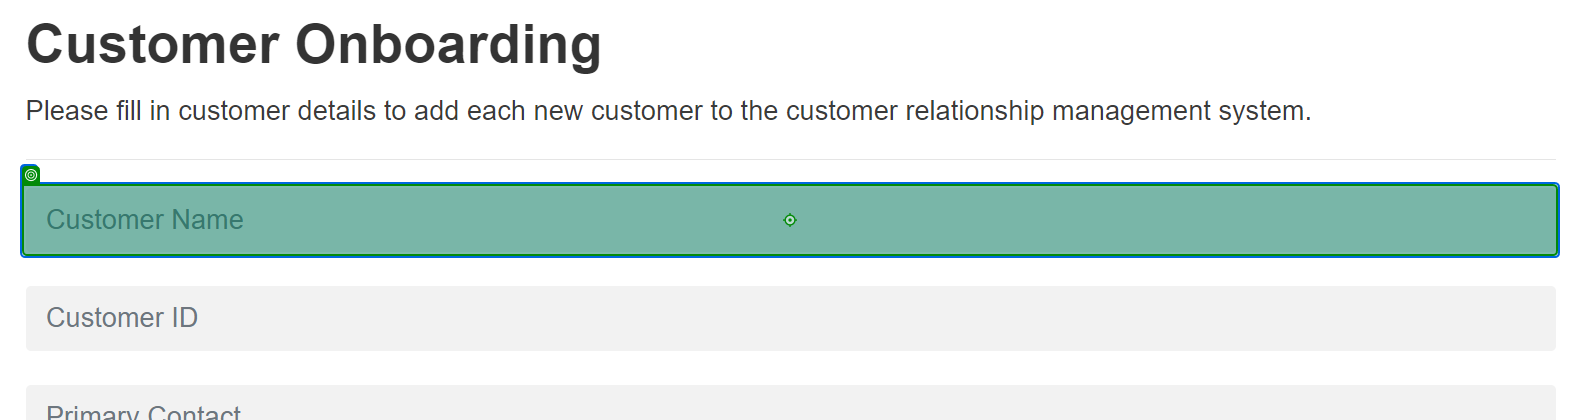 Customer Onboarding
Please fill in customer details to add each new customer to the customer relationship management system.
Customer Name
Customer ID
Primary Contact